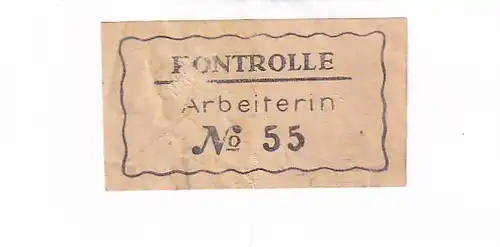 KONTROLLE
Arbeiterin
No 55